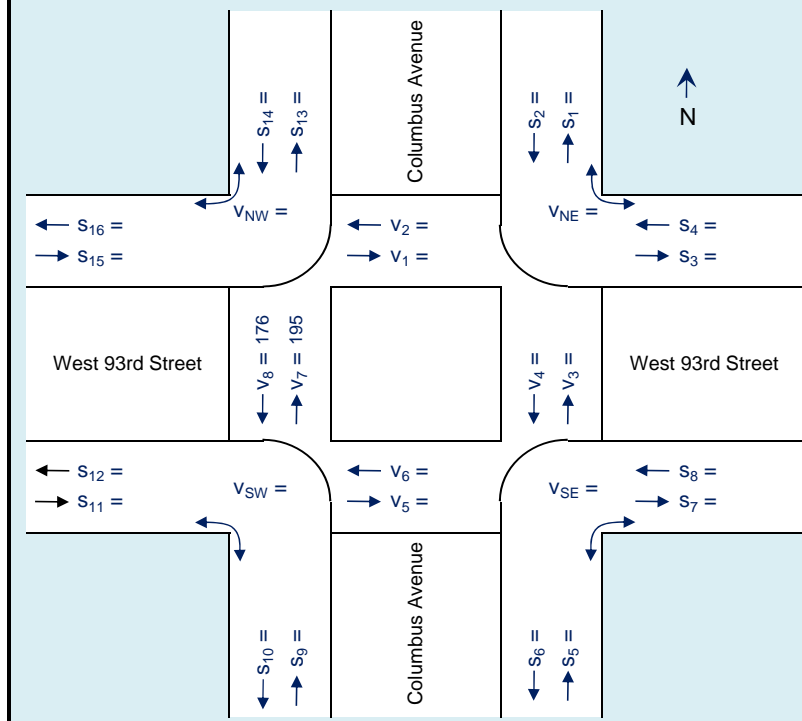 s14 =
s13 =
Columbus Avenue
s2 =
s1 =
N
vNW =
vNE =
s16 =
v2 =
s4 =
s15 =
v1 =
s3 =
West 93rd Street
v8 = 176
v7 = 195
v4 =
v3 =
West 93rd Street
s12 =
v6 =
s8 =
s11 =
v5 =
s7 =
vSW =
vSE =
s10 =
s9 =
Columbus Avenue
s6 =
s5 =